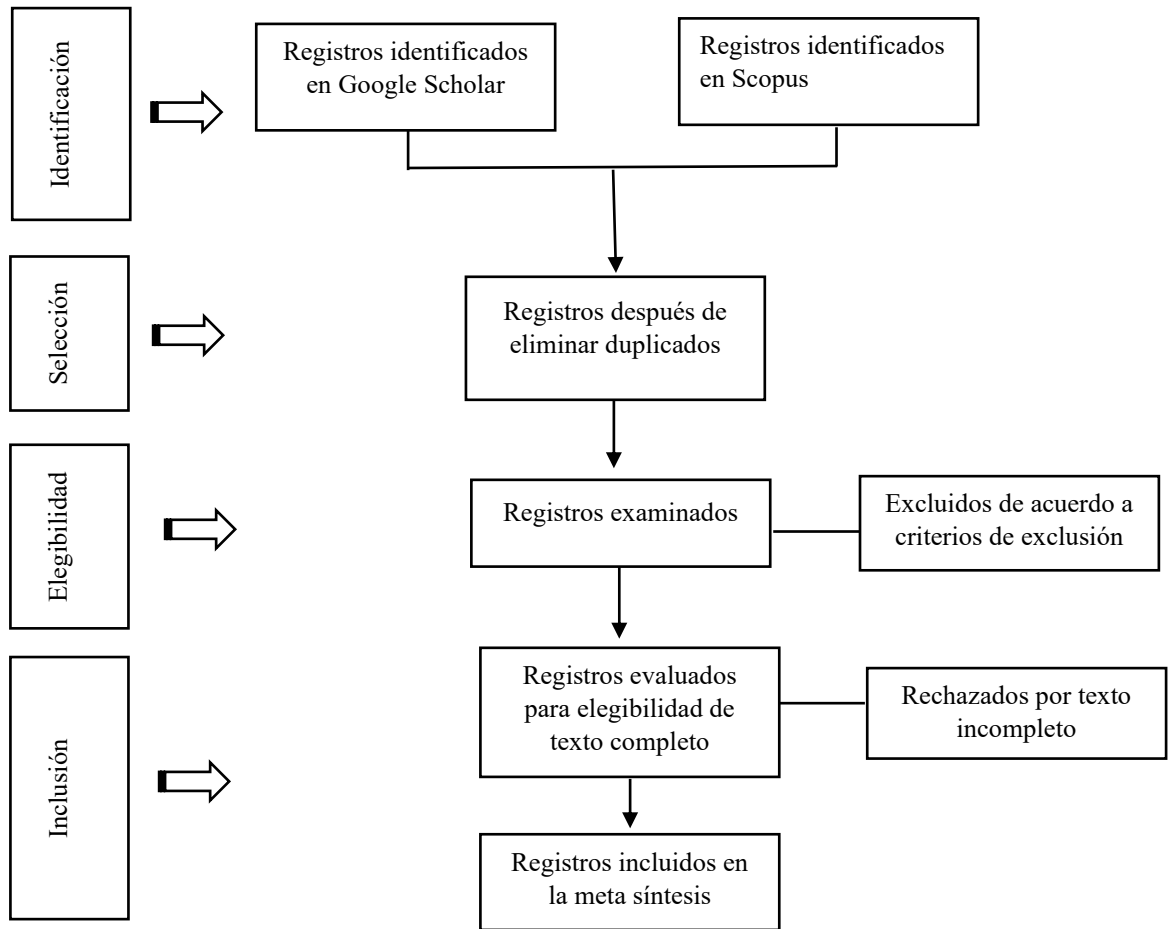 Identificación
Registros identificados
en Google Scholar
Registros identificados
en Scopus
Selección
Registros después de
eliminar duplicados
Elegibilidad
Registros examinados
Excluidos de acuerdo a
criterios de exclusión
Inclusión
Registros evaluados
para elegibilidad de
texto completo
Rechazados por texto
incompleto
Registros incluidos en
la meta síntesis